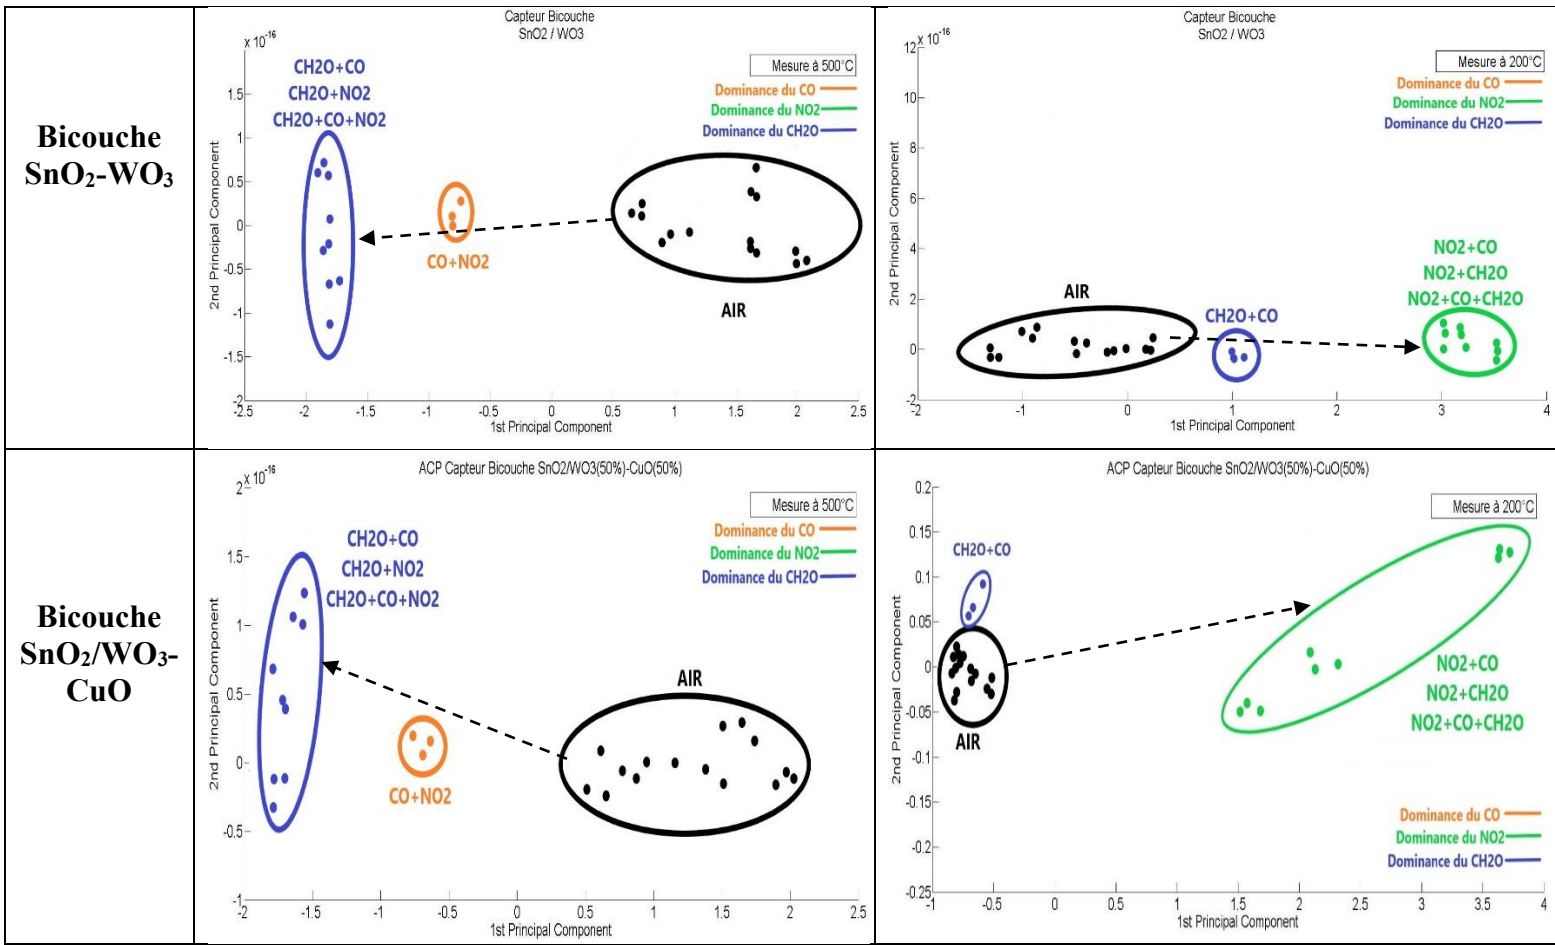 Bicouche
SnO2-WO3
Capteur Bicouche
SnO2 / WO3
x 10^-16
Mesure à 500°C
Dominance du CO
Dominance du NO2
Dominance du CH2O
CH2O+CO
CH2O+NO2
CH2O+CO+NO2
CO+NO2
AIR
2nd Principal Component
1.5
1
0.5
0
-0.5
-1
-1.5
-2
-2.5 -2 -1.5 -1 -0.5 0 0.5 1 1.5 2 2.5
1st Principal Component
Capteur Bicouche
SnO2 / WO3
12 x 10^-16
Mesure à 200°C
Dominance du CO
Dominance du NO2
Dominance du CH2O
NO2+CO
NO2+CH2O
NO2+CO+CH2O
AIR
CH2O+CO
2nd Principal Component
10
8
6
4
2
0
-2
-2 -1 0 1 2 3 4
1st Principal Component
Bicouche
SnO2/WO3-
CuO
ACP Capteur Bicouche SnO2/WO3(50%)-CuO(50%)
2 x 10^-16
Mesure à 500°C
Dominance du CO
Dominance du NO2
Dominance du CH2O
CH2O+CO
CH2O+NO2
CH2O+CO+NO2
CO+NO2
AIR
2nd Principal Component
1.5
1
0.5
0
-0.5
-1
-2 -1.5 -1 -0.5 0 0.5 1 1.5 2 2.5
1st Principal Component
ACP Capteur Bicouche SnO2/WO3(50%)-CuO(50%)
Mesure à 200°C
CH2O+CO
AIR
NO2+CO
NO2+CH2O
NO2+CO+CH2O
Dominance du CO
Dominance du NO2
Dominance du CH2O
2nd Principal Component
0.2
0.15
0.1
0.05
0
-0.05
-0.1
-0.15
-0.2
-0.25
-1 -0.5 0 0.5 1 1.5 2 2.5 3 3.5 4
1st Principal Component